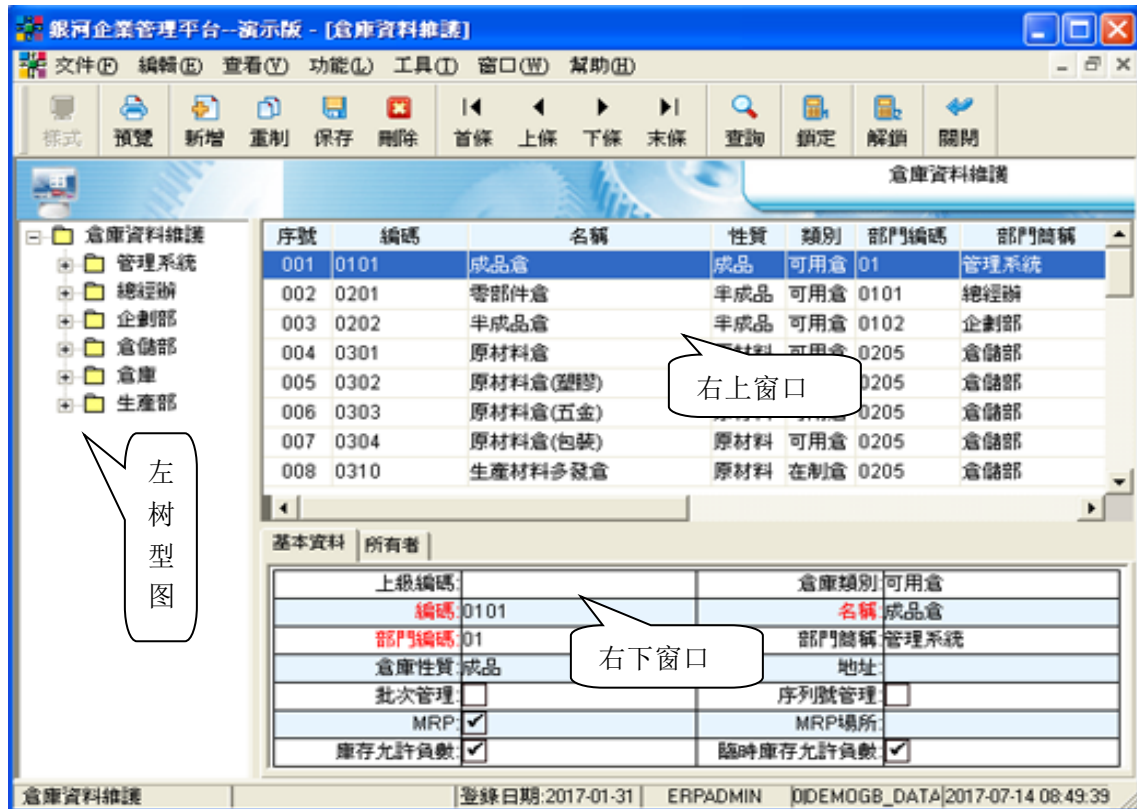 銀河企業管理平台--演示版 - [倉庫資料維護]
文件(F) 編輯(E) 查看(V) 功能(L) 工具(T) 窗口(W) 幫助(H)
樣式 預覽 新增 重制 保存 刪除 首條 上條 下條 末條 查詢 鎖定 解鎖 關閉
倉庫資料維護
倉庫資料維護
管理系統
總經辦
企劃部
倉儲部
倉庫
生產部
左树型图
序號 編碼 名稱 性質 類別 部門編碼 部門簡稱
001 0101 成品倉 成品 可用倉 01 管理系統
002 0201 零部件倉 半成品 可用倉 0101 總經辦
003 0202 半成品倉 半成品 可用倉 0102 企劃部
004 0301 原材料倉 0205 倉儲部
005 0302 原材料倉(塑膠) 0205 倉儲部
006 0303 原材料倉(五金) 0205 倉儲部
007 0304 原材料倉(包裝) 原材料 可用倉 0205 倉儲部
008 0310 生產材料多發倉 原材料 在制倉 0205 倉儲部
右上窗口
基本資料 所有者
上級編碼: 倉庫類別:可用倉
編碼:0101 名稱:成品倉
部門編碼:01 部門簡稱:管理系統
倉庫性質:成品 地址:
批次管理: 序列號管理:
MRP: MRP場所:
庫存允許負數: 臨時庫存允許負數:
右下窗口
倉庫資料維護 登錄日期:2017-01-31 ERPADMIN DEMOGB_DATA 2017-07-14 08:49:39